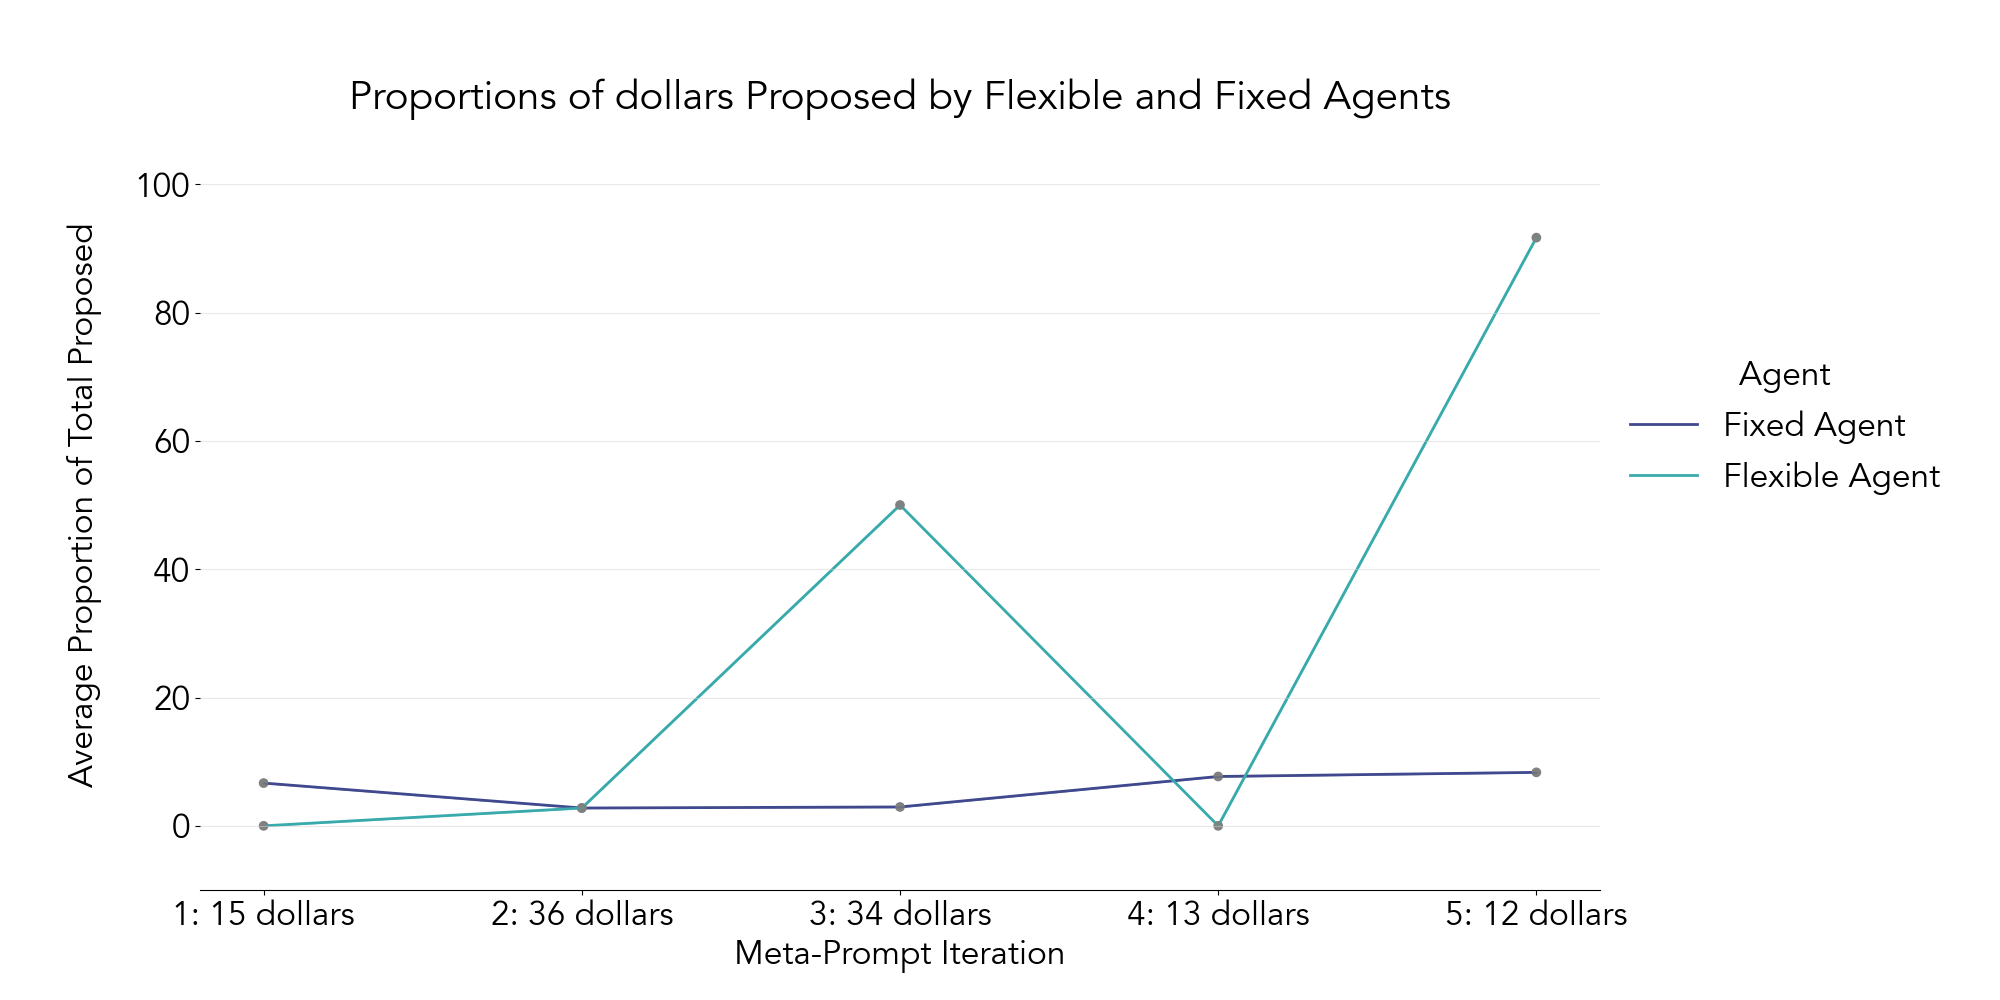 Proportions of dollars Proposed by Flexible and Fixed Agents
Average Proportion of Total Proposed
100
80
60
40
20
0
1: 15 dollars
2: 36 dollars
3: 34 dollars
4: 13 dollars
5: 12 dollars
Meta-Prompt Iteration
Agent
Fixed Agent
Flexible Agent